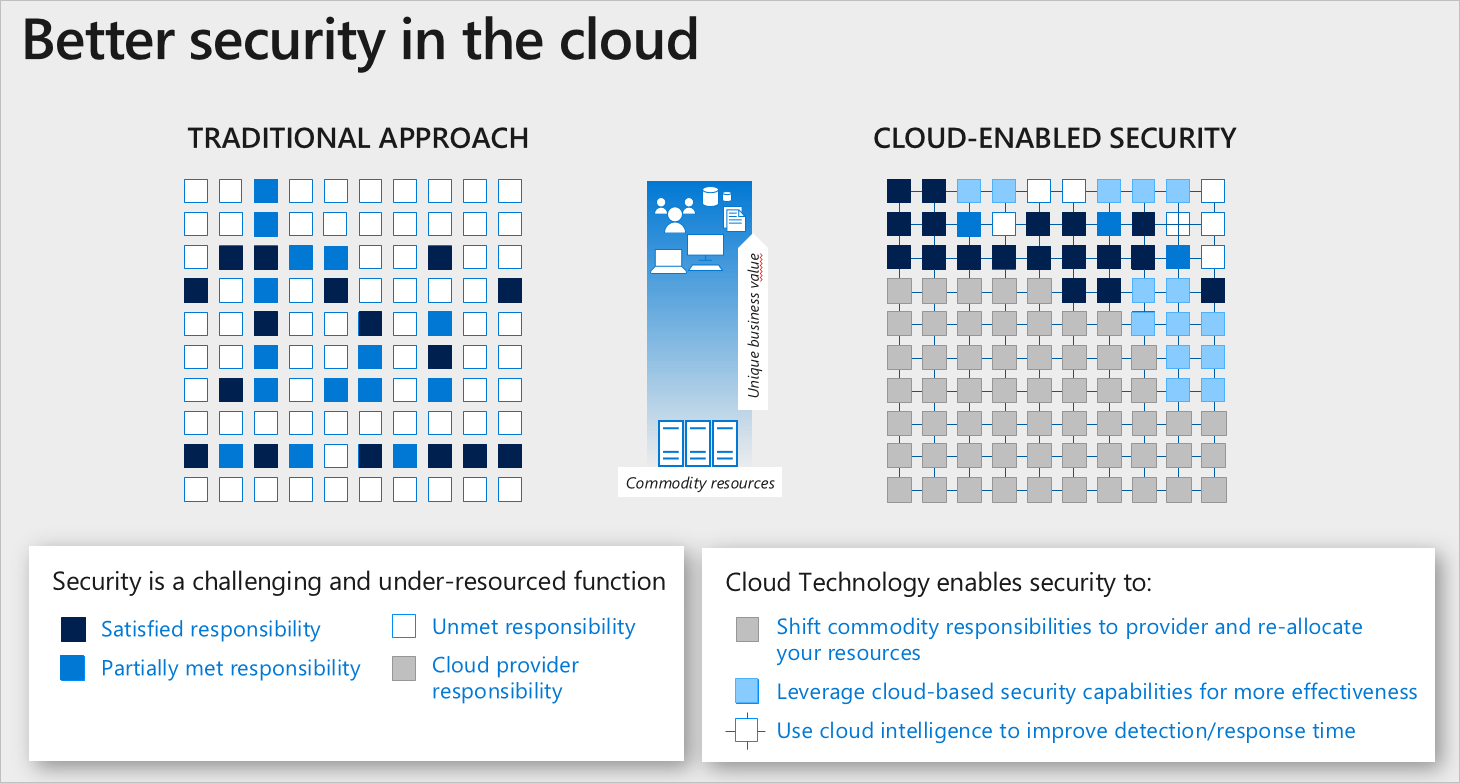 Better security in the cloud
TRADITIONAL APPROACH
CLOUD-ENABLED SECURITY
Unique business value
Commodity resources
Security is a challenging and under-resourced function
Satisfied responsibility
Unmet responsibility
Partially met responsibility
Cloud provider
responsibility
Cloud Technology enables security to:
Shift commodity responsibilities to provider and re-allocate
your resources
Leverage cloud-based security capabilities for more effectiveness
Use cloud intelligence to improve detection/response time